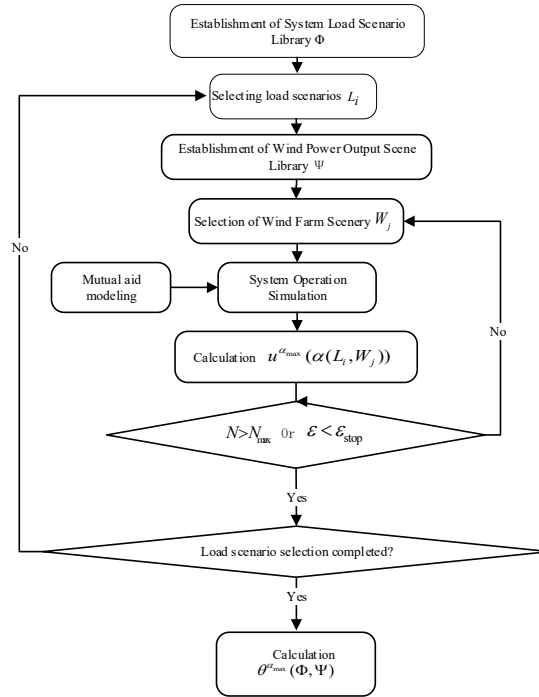 Establishment of System Load Scenario
Library Φ
Selecting load scenarios L_i
Establishment of Wind Power Output Scene
Library Ψ
Selection of Wind Farm Scenery W_j
No
Mutual aid
modeling
System Operation
Simulation
No
Calculation u^{α_max}(α(L_i,W_j))
N>N_max Or ε<ε_stop
Yes
Load scenario selection completed?
Yes
Calculation
θ^{α_max}(Φ,Ψ)